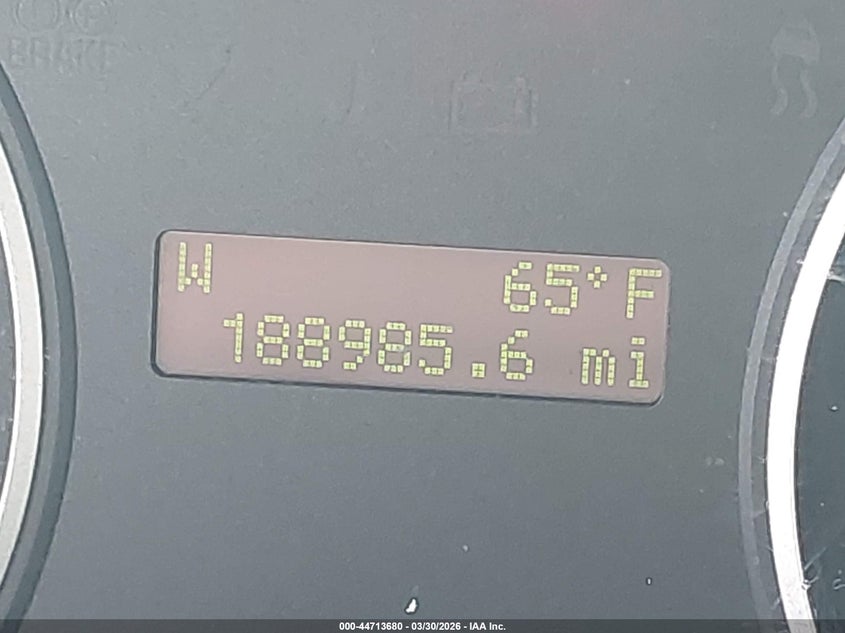 BRAKE
W 65°F
188985.6 mi
000-44713680 - 03/30/2026 - IAA Inc.